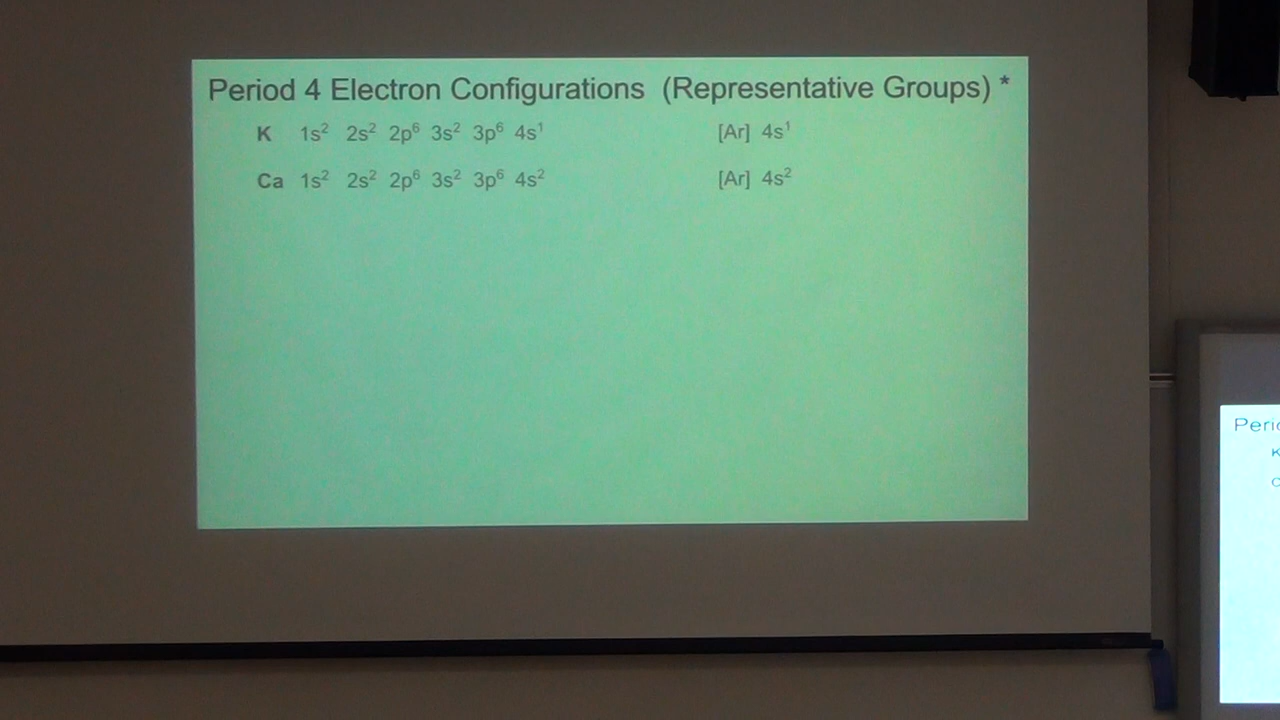 Period 4 Electron Configurations (Representative Groups) *
K 1s² 2s² 2p⁶ 3s² 3p⁶ 4s¹ [Ar] 4s¹
Ca 1s² 2s² 2p⁶ 3s² 3p⁶ 4s² [Ar] 4s²
Peri
K
C